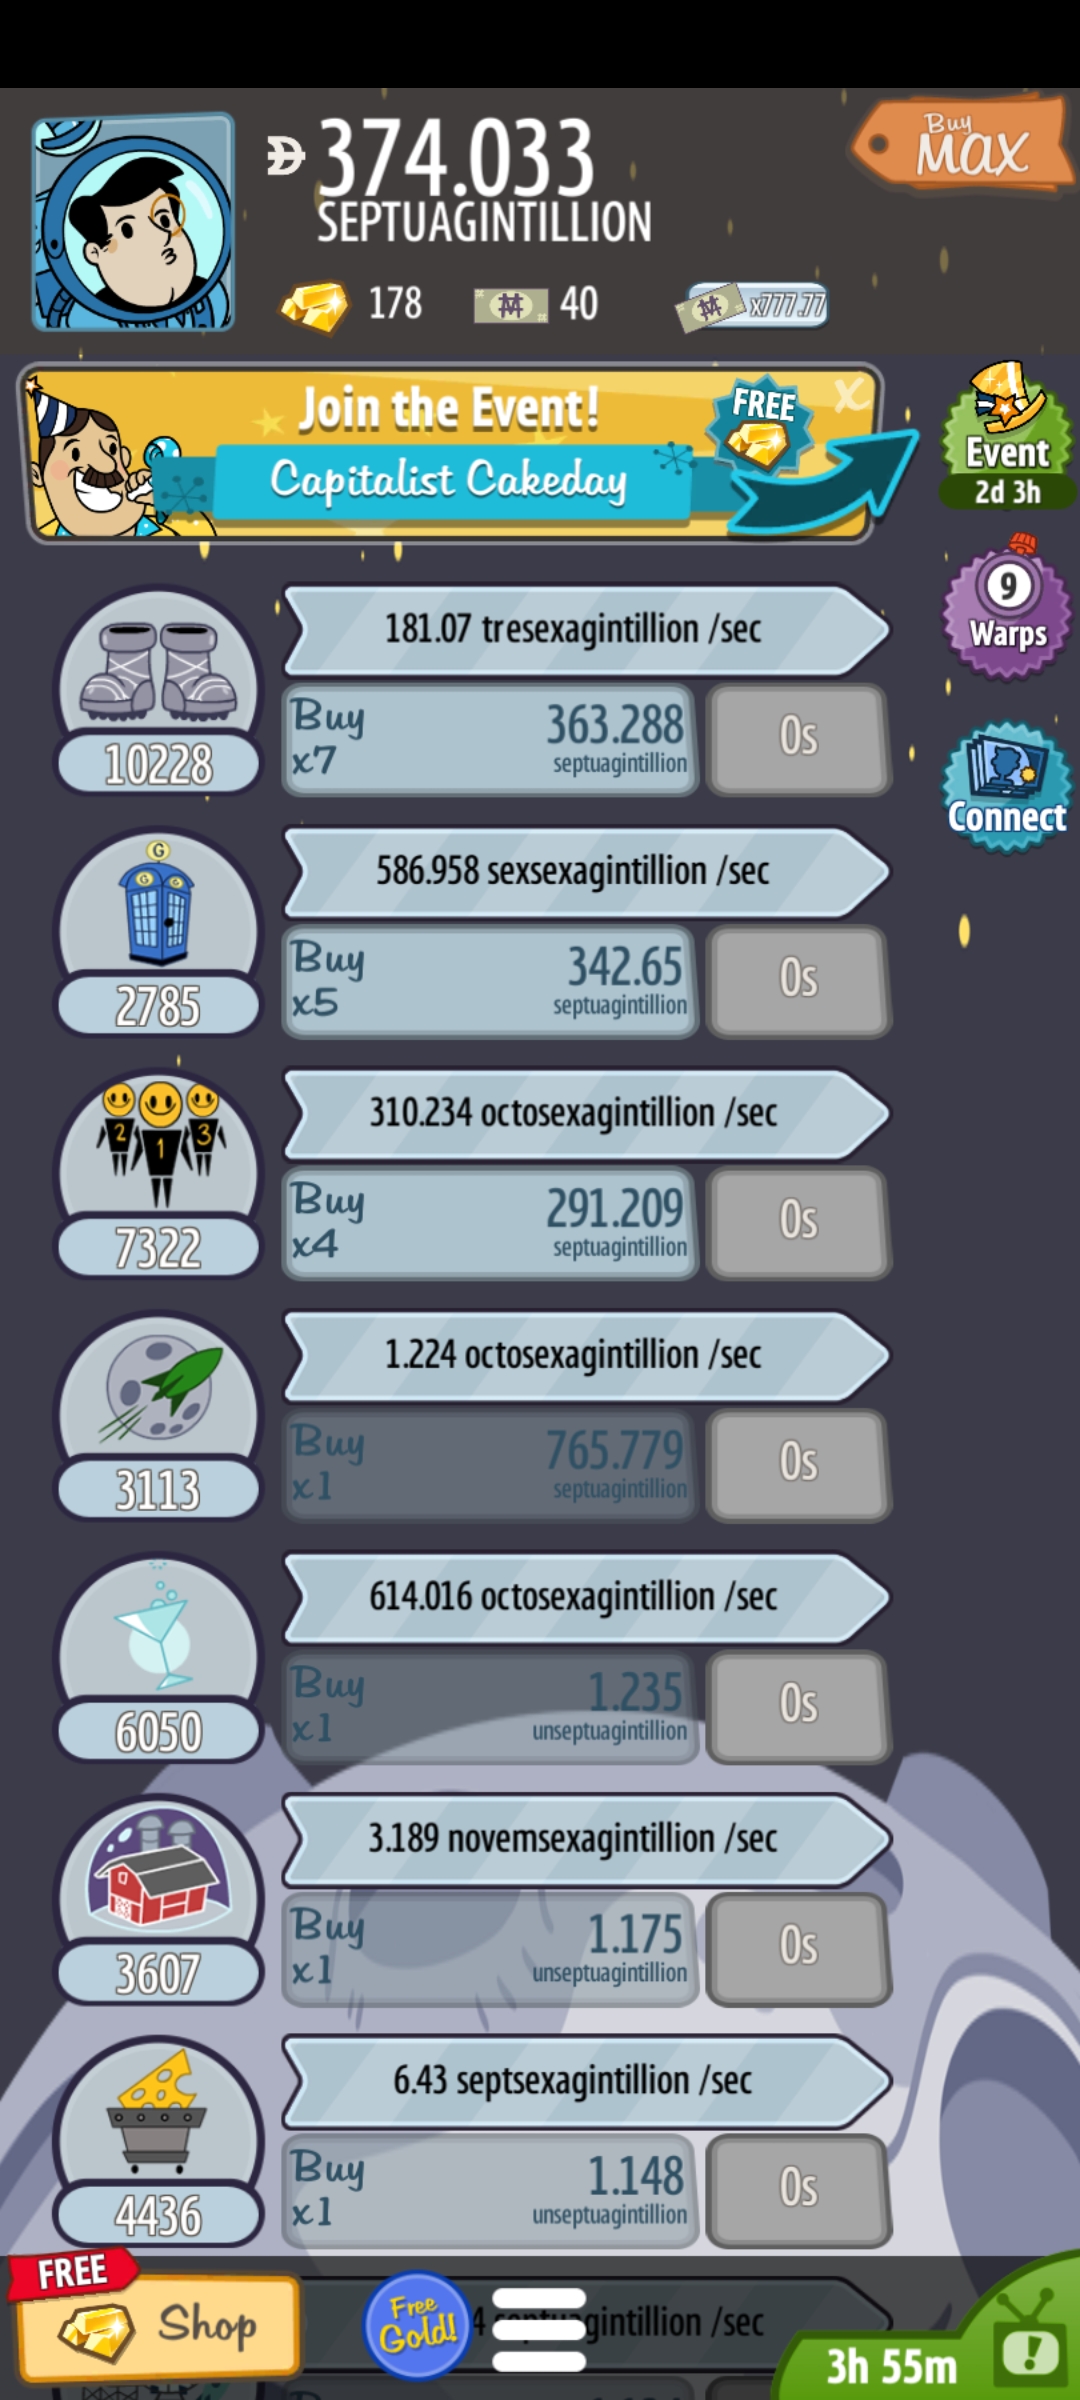 374.033
SEPTUAGINTILLION
Buy
MAX
178
40
x777.77
Join the Event!
Capitalist Cakeday
FREE
X
Event
2d 3h
9
Warps
Connect
181.07 tresexagintillion /sec
Buy
x7
363.288
septuagintillion
0s
10228
G
G
G
586.958 sexsexagintillion /sec
Buy
x5
342.65
septuagintillion
0s
2785
2
1
3
310.234 octosexagintillion /sec
Buy
x4
291.209
septuagintillion
0s
7322
1.224 octosexagintillion /sec
Buy
x1
765.779
septuagintillion
0s
3113
614.016 octosexagintillion /sec
Buy
x1
1.235
unseptuagintillion
0s
6050
3.189 novemsexagintillion /sec
Buy
x1
1.175
unseptuagintillion
0s
3607
6.43 septsexagintillion /sec
Buy
x1
1.148
unseptuagintillion
0s
4436
FREE
Shop
Free
Gold!
/sec
3h 55m
!